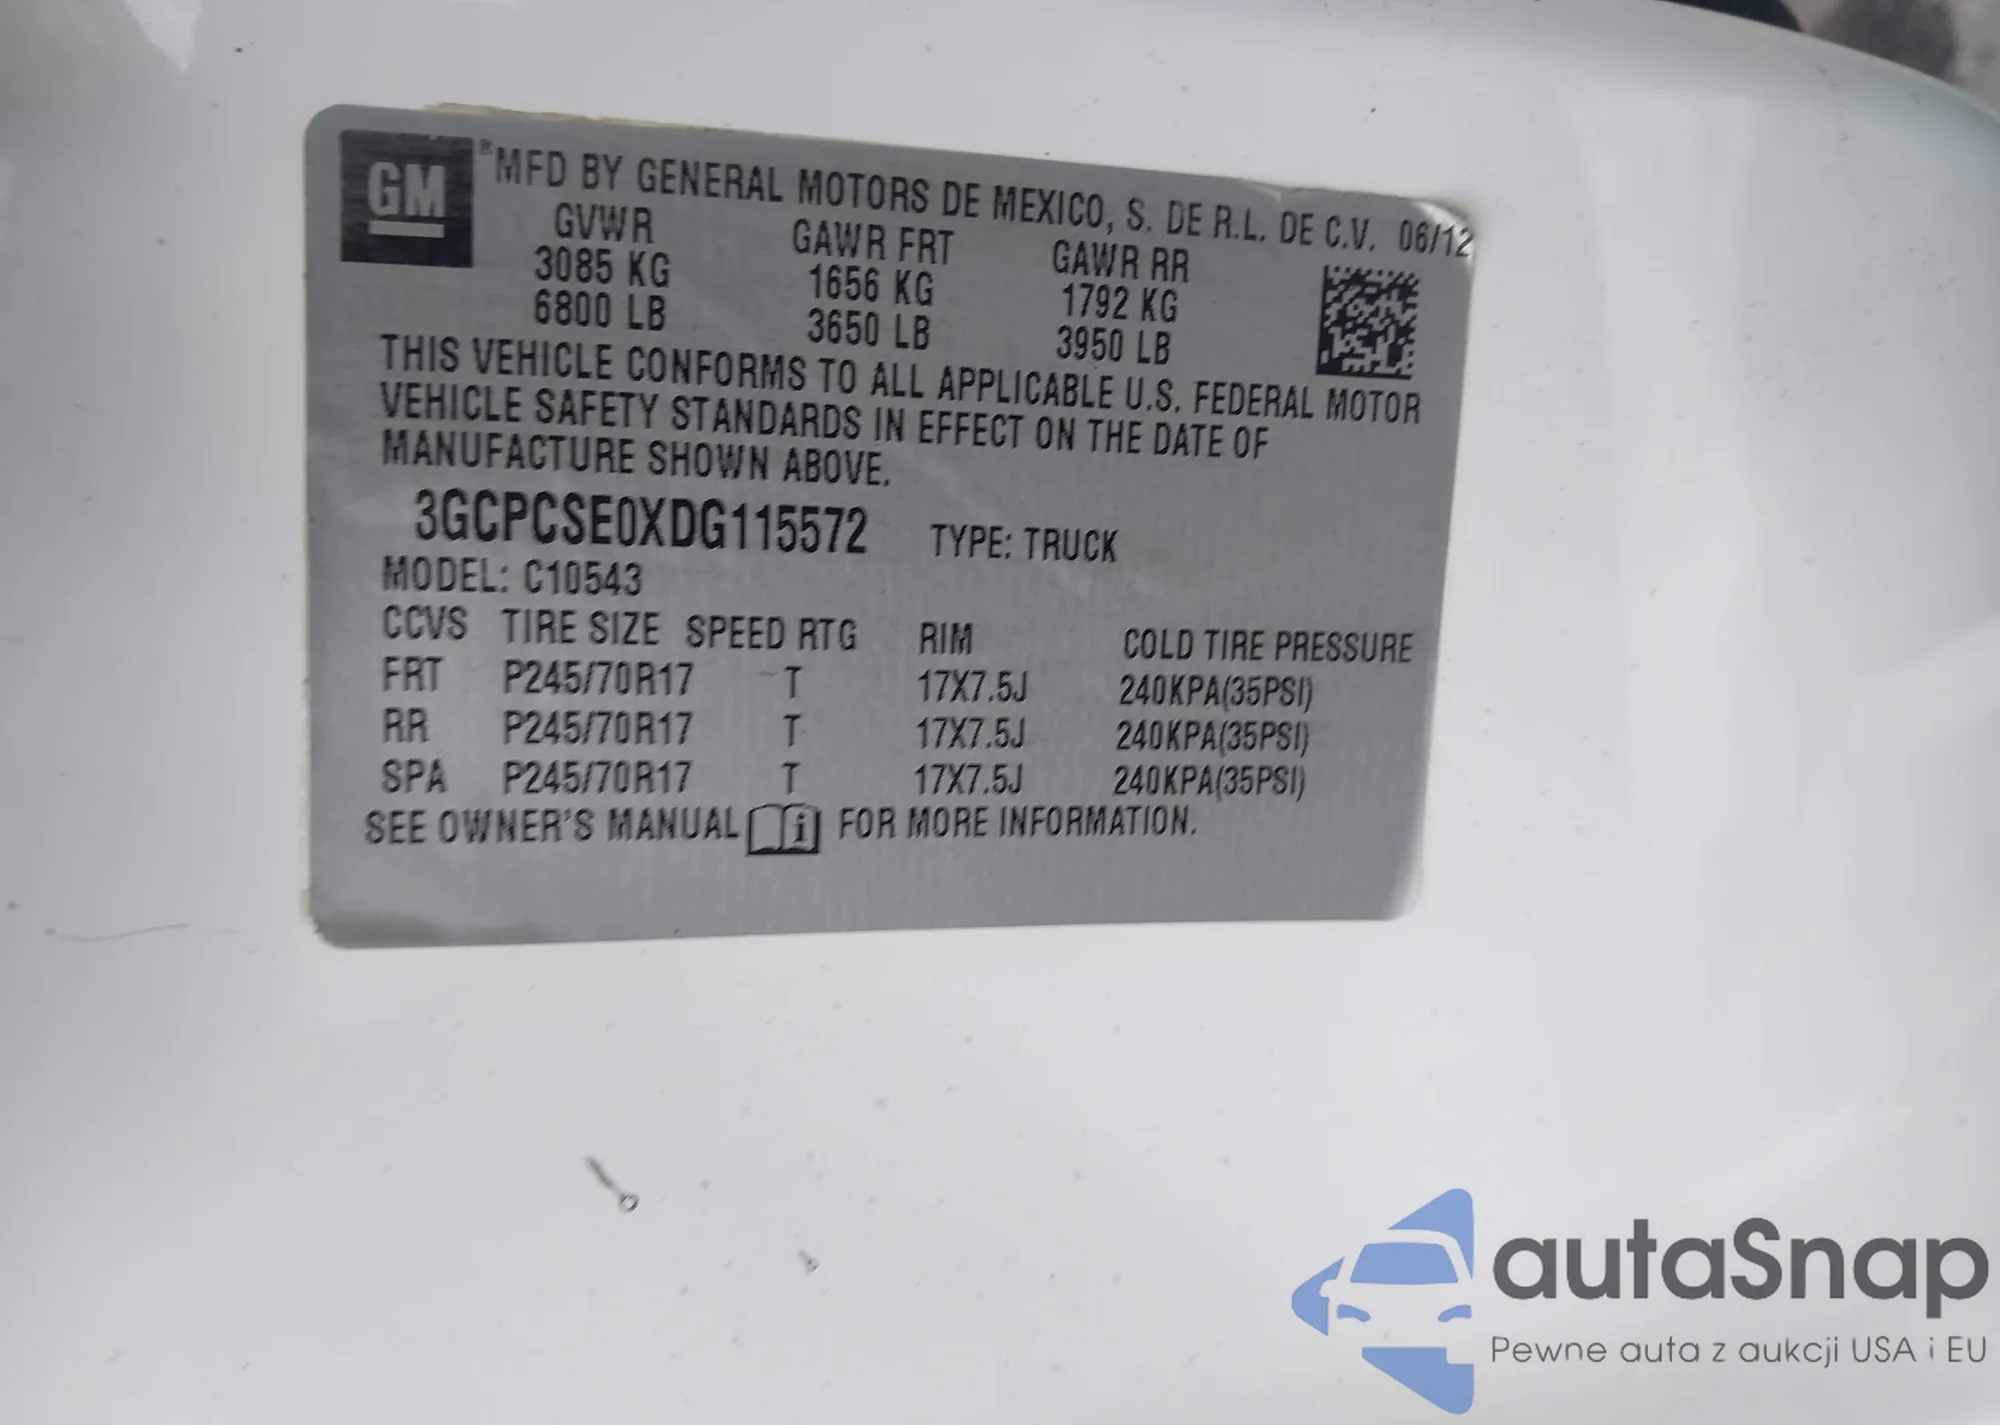 GM
®MFD BY GENERAL MOTORS DE MEXICO, S. DE R.L. DE C.V. 06/12
GVWR GAWR FRT GAWR RR
3085 KG 1656 KG 1792 KG
6800 LB 3650 LB 3950 LB
THIS VEHICLE CONFORMS TO ALL APPLICABLE U.S. FEDERAL MOTOR
VEHICLE SAFETY STANDARDS IN EFFECT ON THE DATE OF
MANUFACTURE SHOWN ABOVE.
3GCPCSE0XDG115572 TYPE: TRUCK
MODEL: C10543
CCVS TIRE SIZE SPEED RTG RIM COLD TIRE PRESSURE
FRT P245/70R17 T 17X7.5J 240KPA(35PSI)
RR P245/70R17 T 17X7.5J 240KPA(35PSI)
SPA P245/70R17 T 17X7.5J 240KPA(35PSI)
SEE OWNER'S MANUAL i FOR MORE INFORMATION.
autaSnap
Pewne auta z aukcji USA i EU